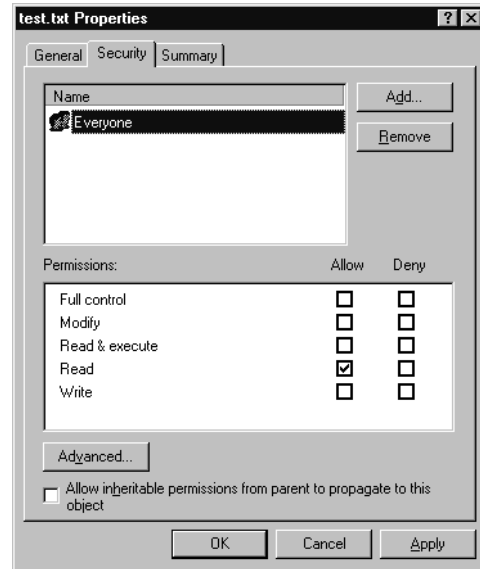 test.txt Properties
General Security Summary
Name
Everyone
Add...
Remove
Permissions: Allow Deny
Full control
Modify
Read & execute
Read
Write
Advanced...
Allow inheritable permissions from parent to propagate to this
object
OK Cancel Apply